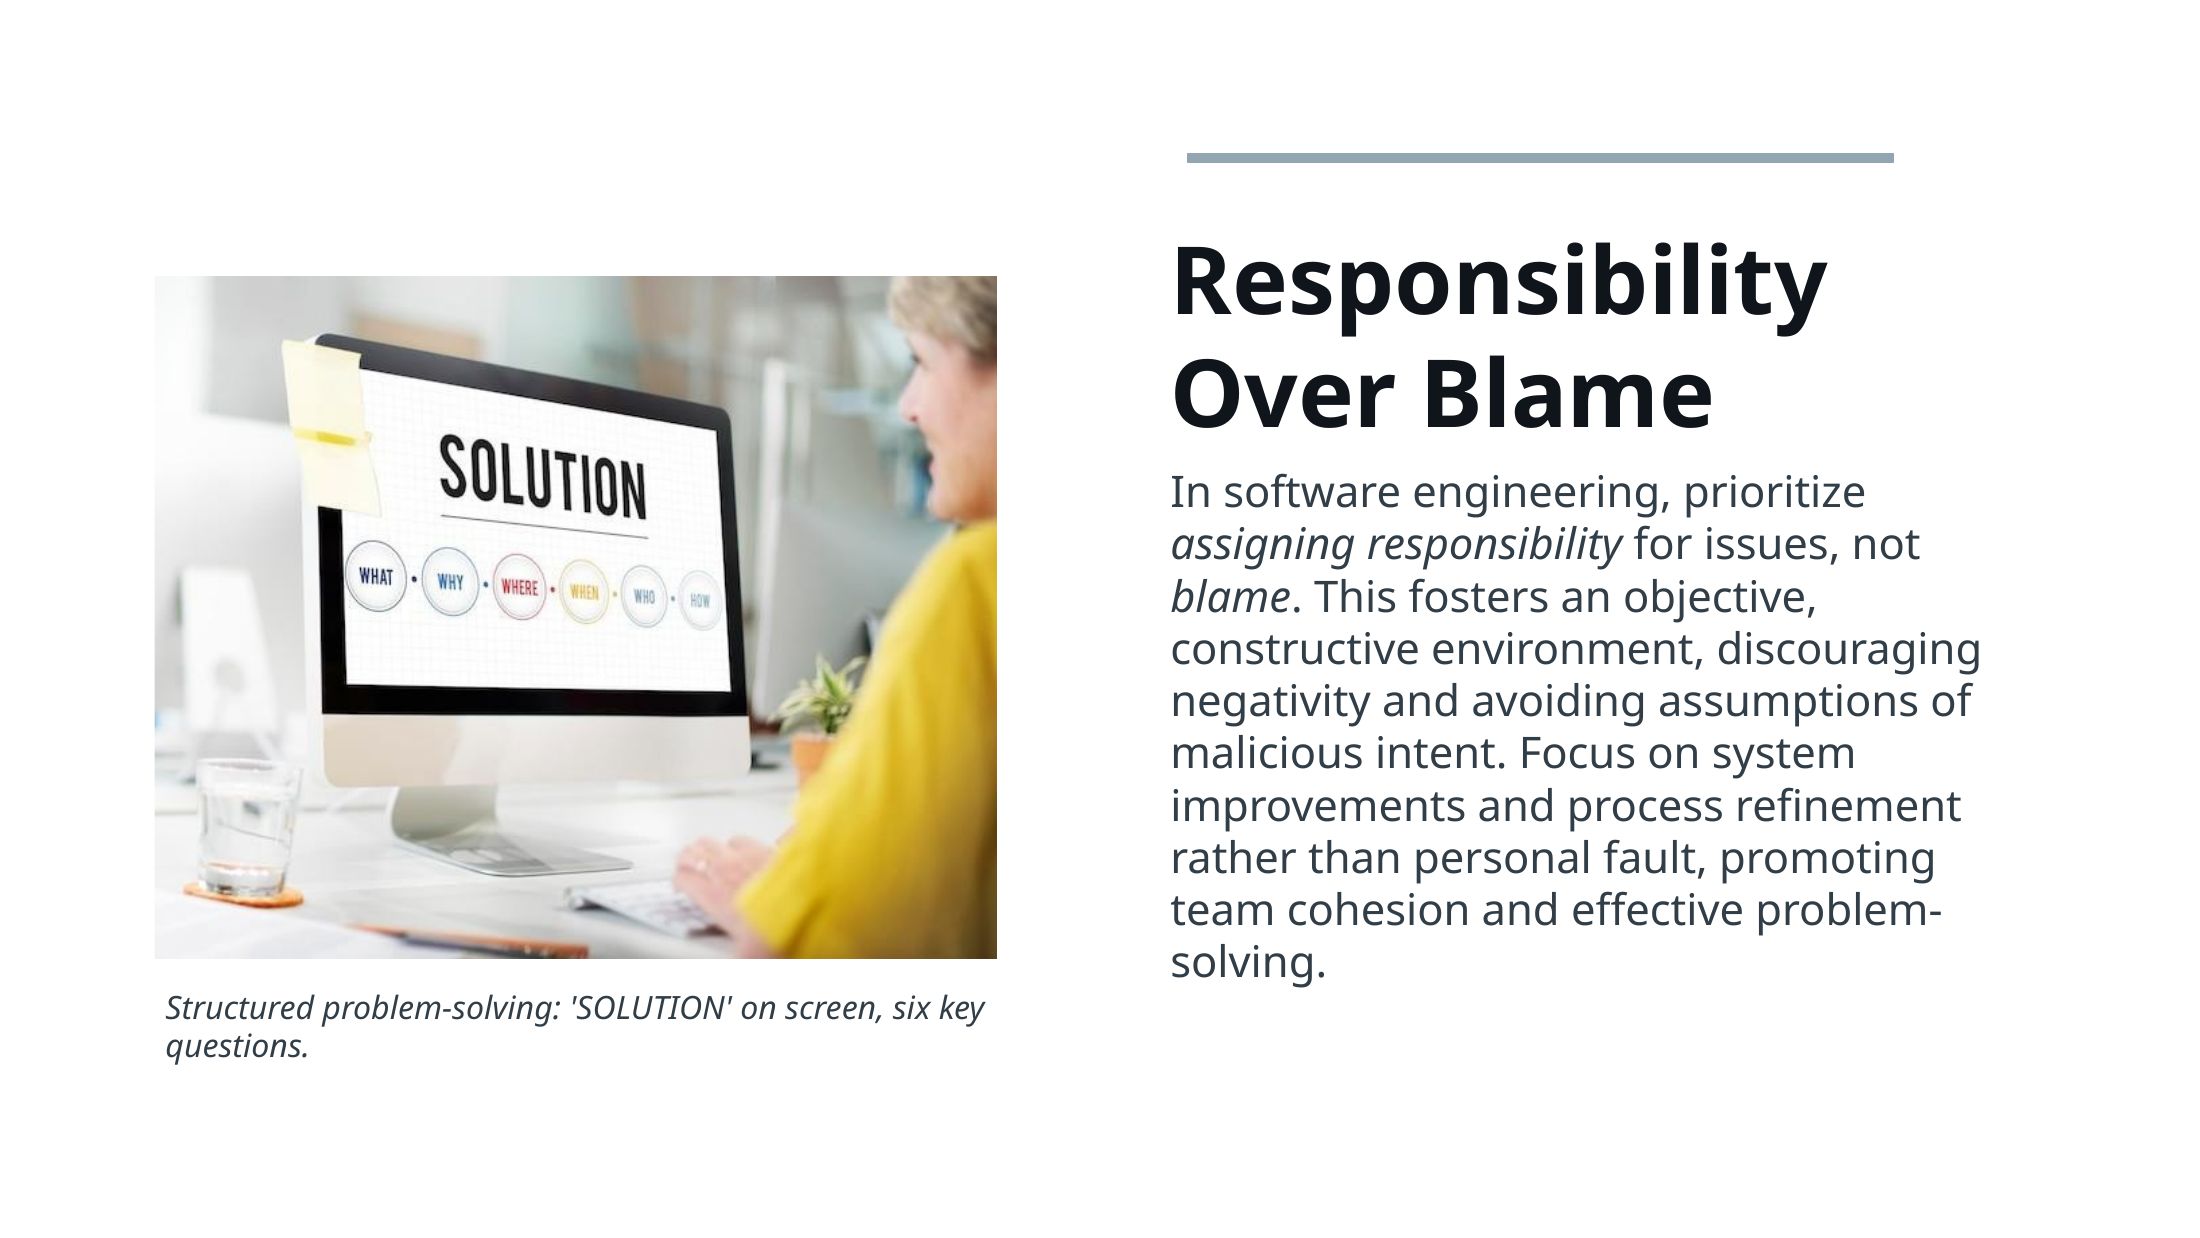 Responsibility
Over Blame
In software engineering, prioritize
assigning responsibility for issues, not
blame. This fosters an objective,
constructive environment, discouraging
negativity and avoiding assumptions of
malicious intent. Focus on system
improvements and process refinement
rather than personal fault, promoting
team cohesion and effective problem-
solving.
SOLUTION
WHAT • WHY • WHERE • WHEN • WHO • HOW
Structured problem-solving: 'SOLUTION' on screen, six key
questions.